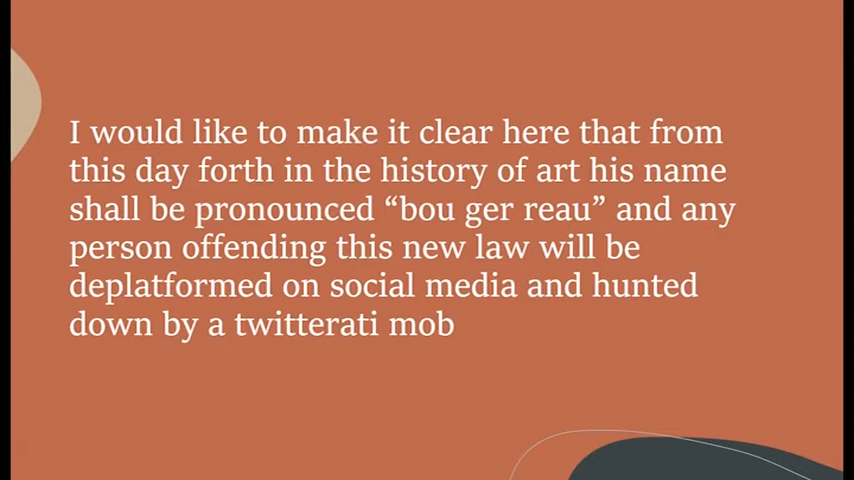 I would like to make it clear here that from
this day forth in the history of art his name
shall be pronounced “bou ger reau” and any
person offending this new law will be
deplatformed on social media and hunted
down by a twitterati mob